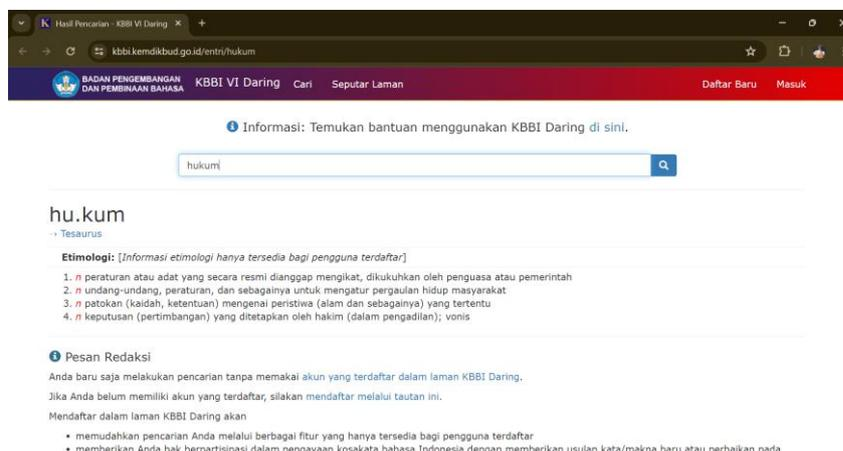 Hasil Pencarian - KBBI VI Daring
kbbi.kemdikbud.go.id/entri/hukum
BADAN PENGEMBANGAN
DAN PEMBINAAN BAHASA
KBBI VI Daring Cari Seputar Laman Daftar Baru Masuk
Informasi: Temukan bantuan menggunakan KBBI Daring di sini.
hukum
hu.kum
Tesaurus
Etimologi: [Informasi etimologi hanya tersedia bagi pengguna terdaftar]
1. n peraturan atau adat yang secara resmi dianggap mengikat, dikukuhkan oleh penguasa atau pemerintah
2. n undang-undang, peraturan, dan sebagainya untuk mengatur pergaulan hidup masyarakat
3. n patokan (kaidah, ketentuan) mengenai peristiwa (alam dan sebagainya) yang tertentu
4. n keputusan (pertimbangan) yang ditetapkan oleh hakim (dalam pengadilan); vonis
Pesan Redaksi
Anda baru saja melakukan pencarian tanpa memakai akun yang terdaftar dalam laman KBBI Daring.
Jika Anda belum memiliki akun yang terdaftar, silakan mendaftar melalui tautan ini.
Mendaftar dalam laman KBBI Daring akan
• memudahkan pencarian Anda melalui berbagai fitur yang hanya tersedia bagi pengguna terdaftar
• memberikan Anda hak berpartisipasi dalam pengayaan kosakata bahasa Indonesia dengan memberikan usulan kata/makna baru atau perbaikan pada